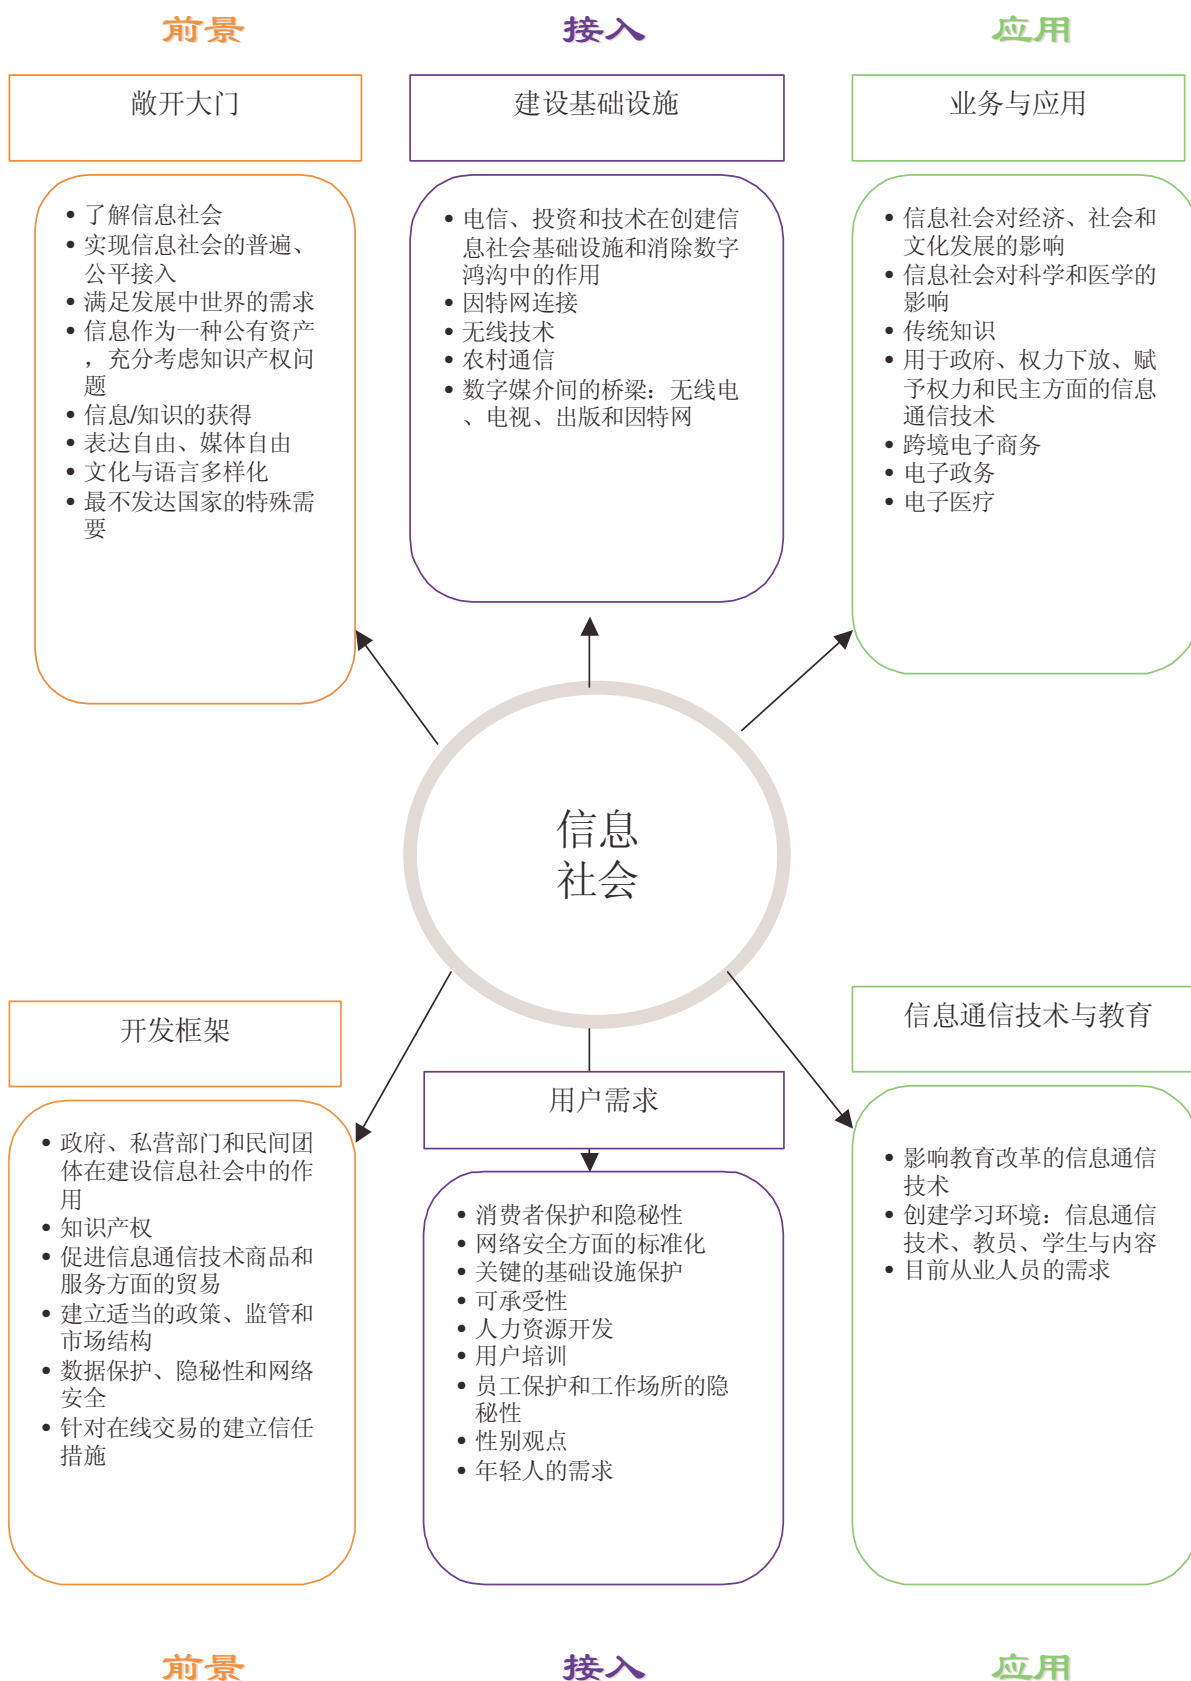 前景
接入
应用
敞开大门
建设基础设施
业务与应用
• 了解信息社会
• 实现信息社会的普遍、
公平接入
• 满足发展中世界的需求
• 信息作为一种公有资产
，充分考虑知识产权问
题
• 信息/知识的获得
• 表达自由、媒体自由
• 文化与语言多样化
• 最不发达国家的特殊需
要
• 电信、投资和技术在创建信
息社会基础设施和消除数字
鸿沟中的作用
• 因特网连接
• 无线技术
• 农村通信
• 数字媒介间的桥梁：无线电
、电视、出版和因特网
• 信息社会对经济、社会和
文化发展的影响
• 信息社会对科学和医学的
影响
• 传统知识
• 用于政府、权力下放、赋
予权力和民主方面的信息
通信技术
• 跨境电子商务
• 电子政务
• 电子医疗
信息
社会
开发框架
用户需求
信息通信技术与教育
• 政府、私营部门和民间团
体在建设信息社会中的作
用
• 知识产权
• 促进信息通信技术商品和
服务方面的贸易
• 建立适当的政策、监管和
市场结构
• 数据保护、隐秘性和网络
安全
• 针对在线交易的建立信任
措施
• 消费者保护和隐秘性
• 网络安全方面的标准化
• 关键的基础设施保护
• 可承受性
• 人力资源开发
• 用户培训
• 员工保护和工作场所的隐
秘性
• 性别观点
• 年轻人的需求
• 影响教育改革的信息通信
技术
• 创建学习环境：信息通信
技术、教员、学生与内容
• 目前从业人员的需求
前景
接入
应用